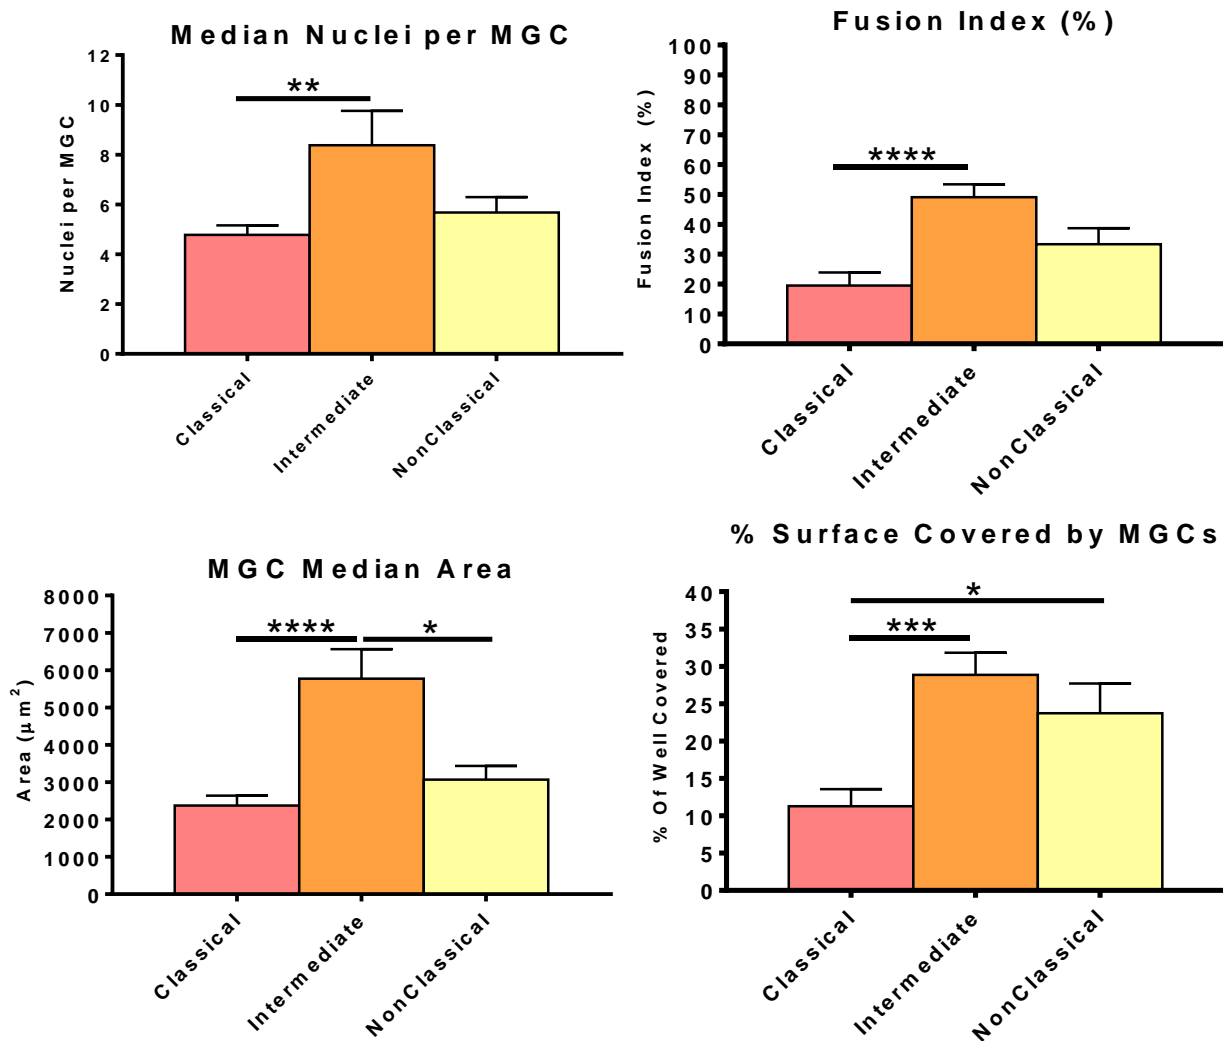 Median Nuclei per MGC
Nuclei per MGC
12
10
8
6
4
2
0
**
Classical
Intermediate
NonClassical
Fusion Index (%)
Fusion Index (%)
100
90
80
70
60
50
40
30
20
10
0
****
Classical
Intermediate
NonClassical
MGC Median Area
Area (μm²)
8000
7000
6000
5000
4000
3000
2000
1000
0
****
*
Classical
Intermediate
NonClassical
% Surface Covered by MGCs
% Of Well Covered
40
35
30
25
20
15
10
5
0
*
***
Classical
Intermediate
NonClassical